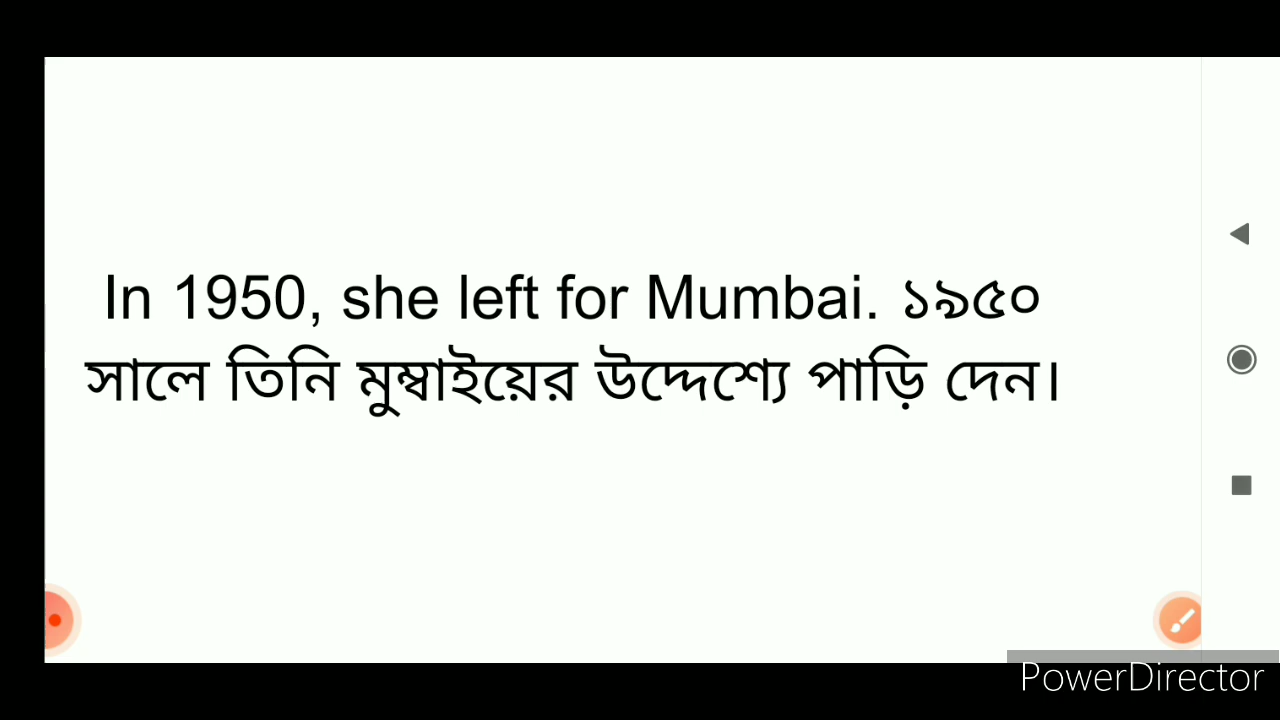 In 1950, she left for Mumbai. ১৯৫০
সালে তিনি মুম্বাইয়ের উদ্দেশ্যে পাড়ি দেন।
PowerDirector